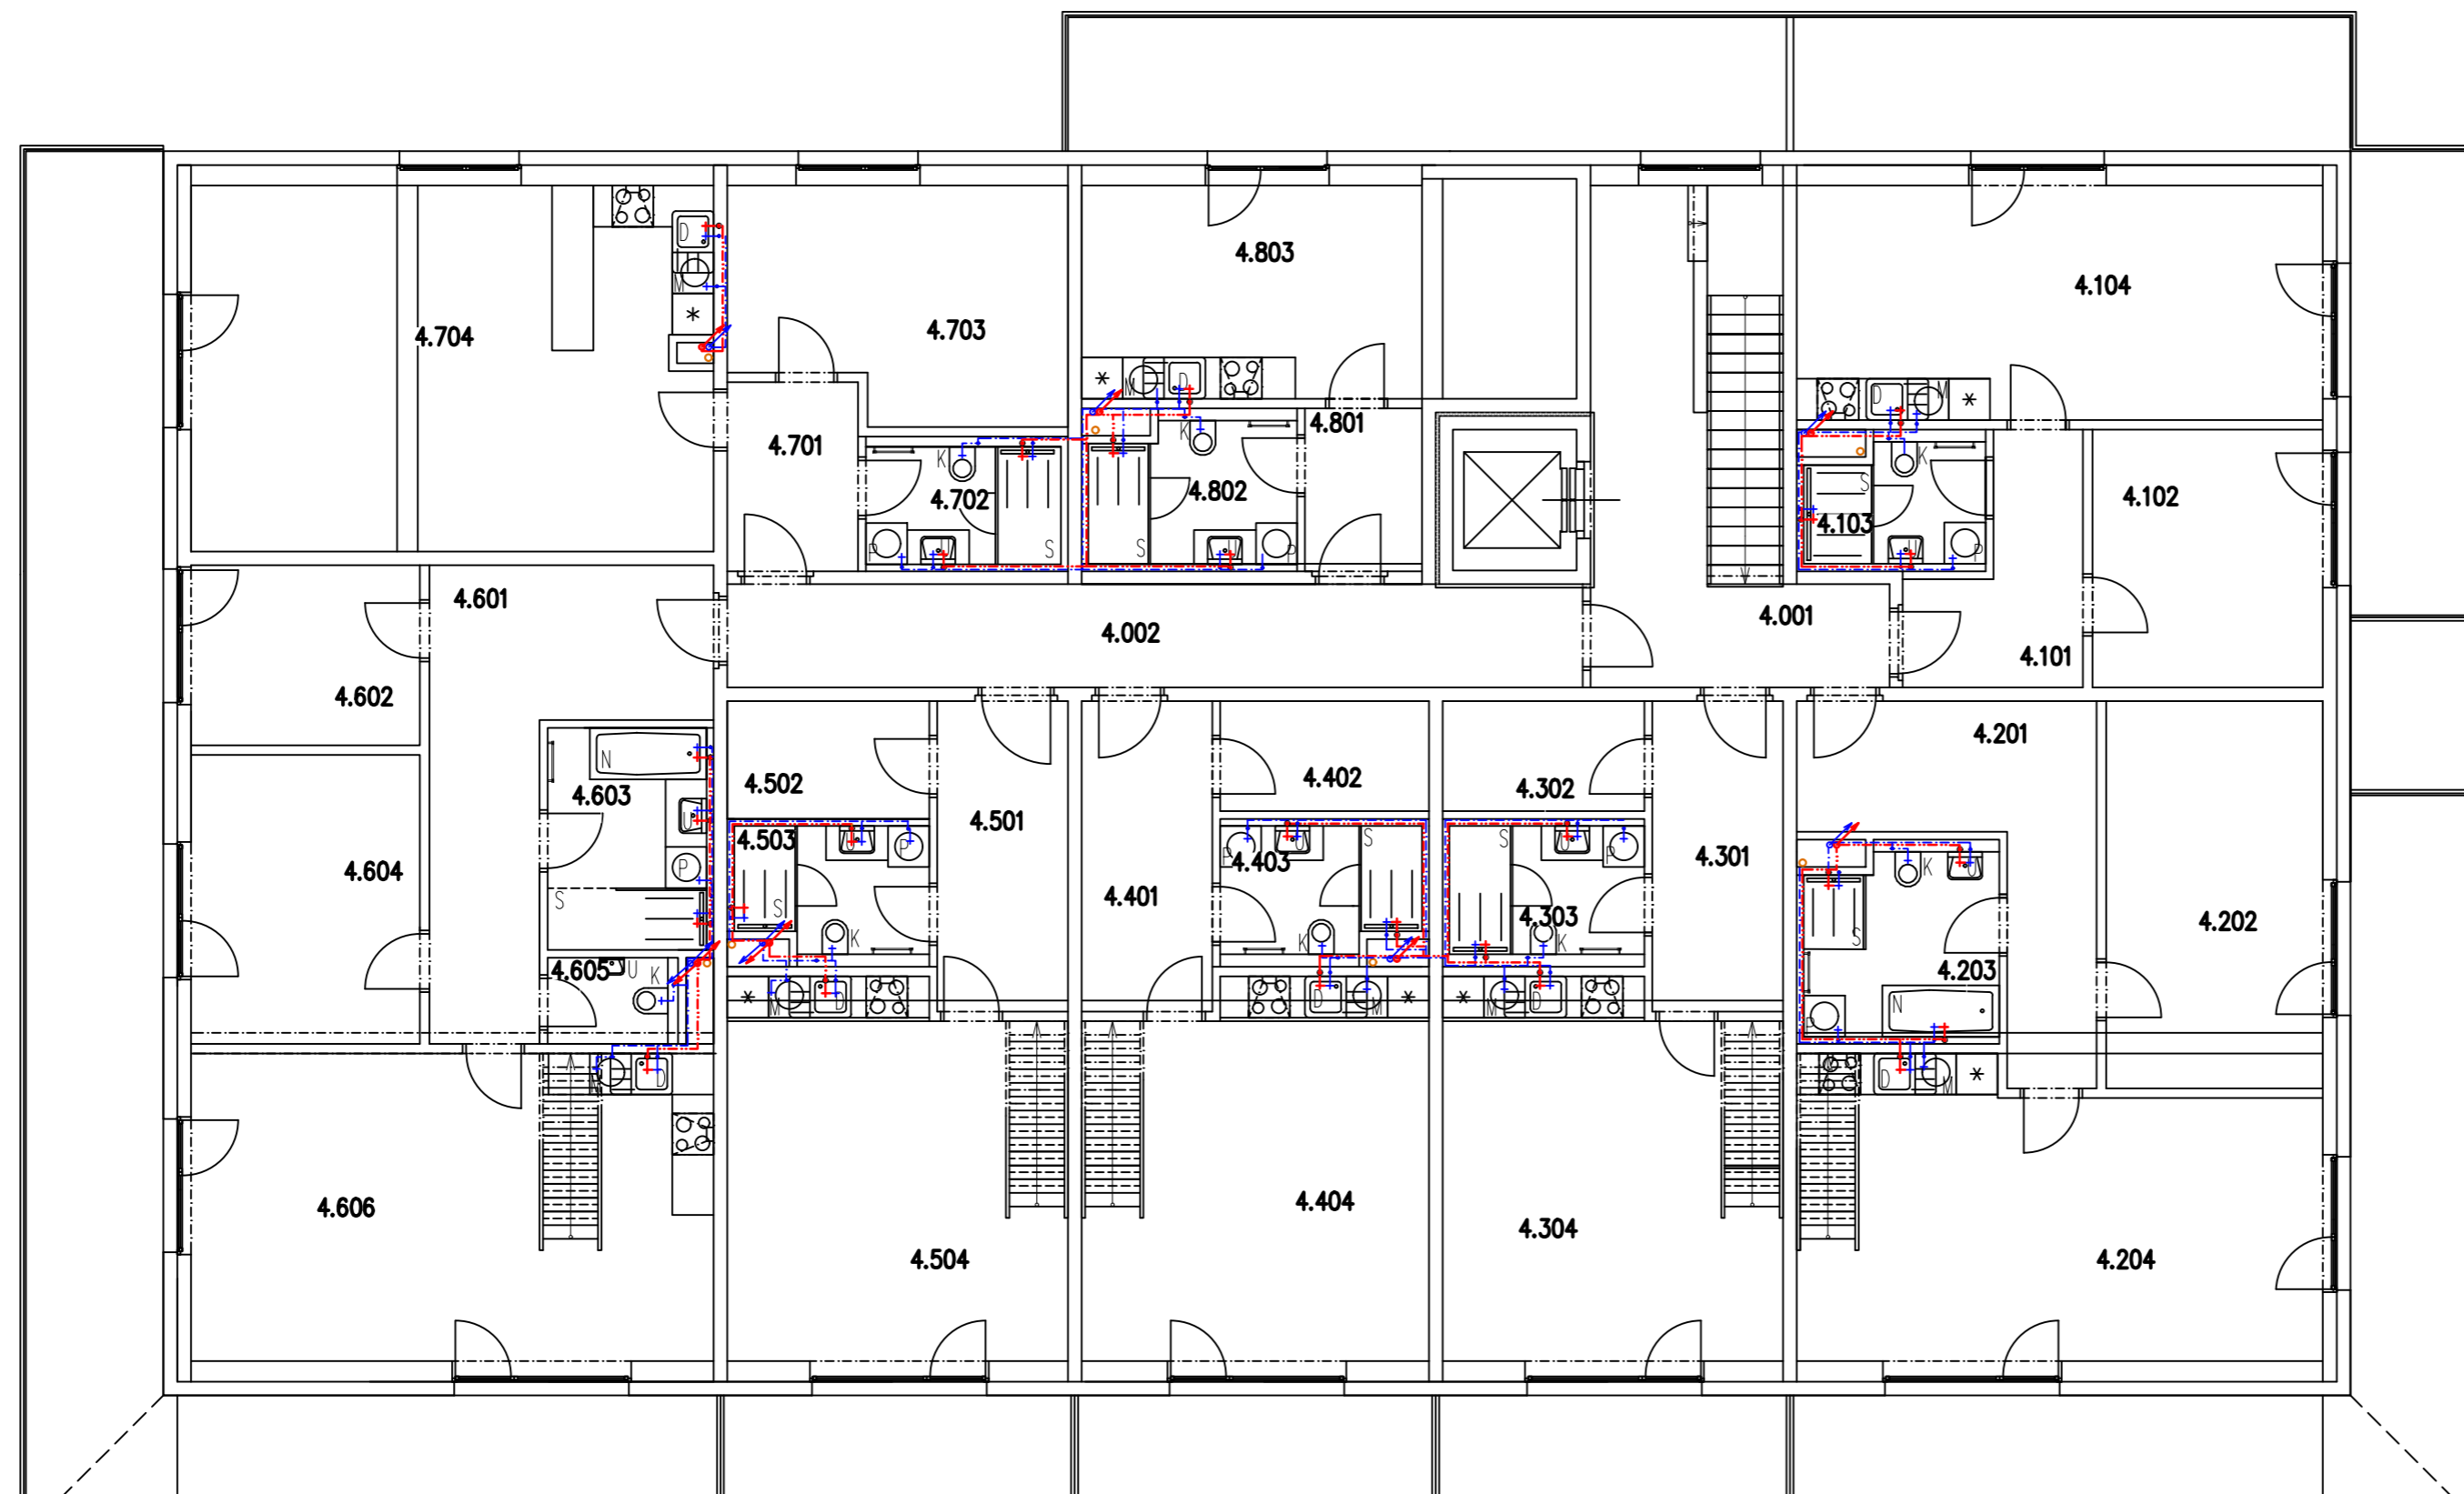 4.803
4.104
D
4.703
4.704
M
*
* M D
D M *
4.701
K
4.801
K
K
4.702
4.802
S
4.102
4.103
P
U
S
S
U
P
U
P
4.601
4.002
4.001
4.101
4.602
4.201
N
4.502
4.402
4.302
4.603
4.501
U
4.503
U
P
P
U
S
S
U
P
4.403
4.301
4.604
P
K
U
4.401
S
S
4.303
4.202
K
K
K
S
4.605
U
K
4.203
* M D
D M *
* M D
N
P
D
D M *
4.606
4.404
4.304
4.504
4.204